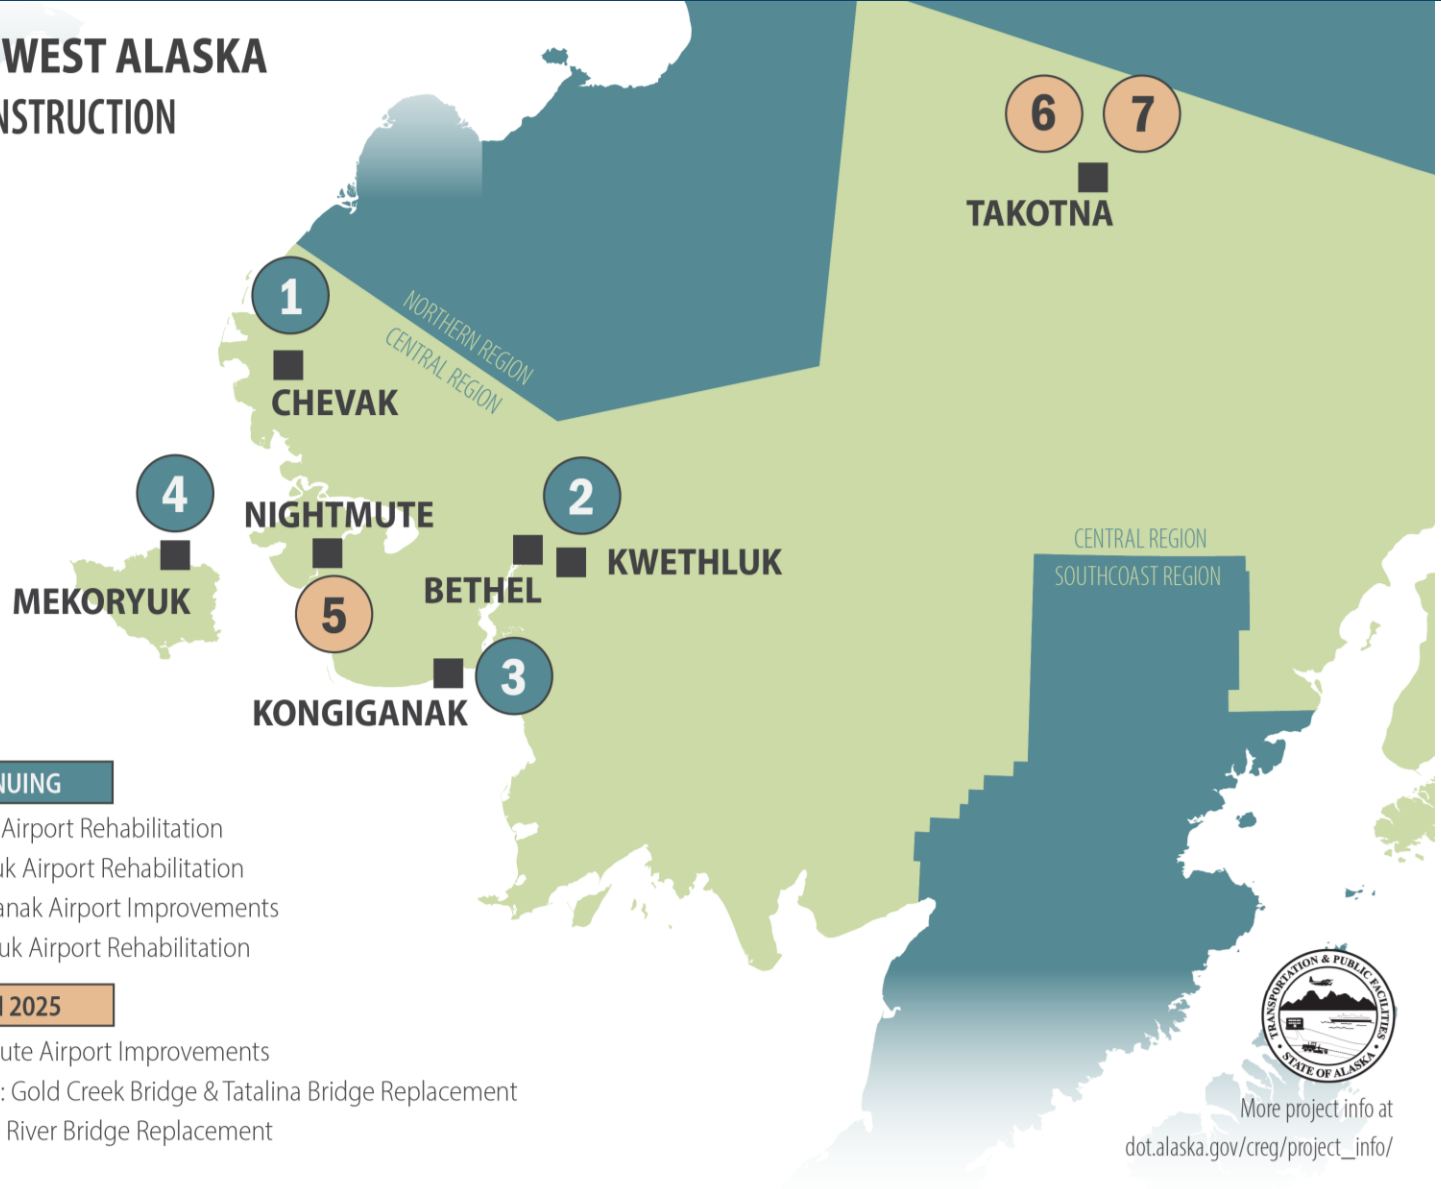 WEST ALASKA
NSTRUCTION
6
7
TAKOTNA
1
NORTHERN REGION
CENTRAL REGION
CHEVAK
4
NIGHTMUTE
2
MEKORYUK
5
BETHEL
KWETHLUK
CENTRAL REGION
SOUTHCOAST REGION
3
KONGIGANAK
NUING
Airport Rehabilitation
uk Airport Rehabilitation
anak Airport Improvements
uk Airport Rehabilitation
2025
ute Airport Improvements
: Gold Creek Bridge & Tatalina Bridge Replacement
River Bridge Replacement
TRANSPORTATION & PUBLIC FACILITIES
• STATE OF ALASKA •
More project info at
dot.alaska.gov/creg/project_info/